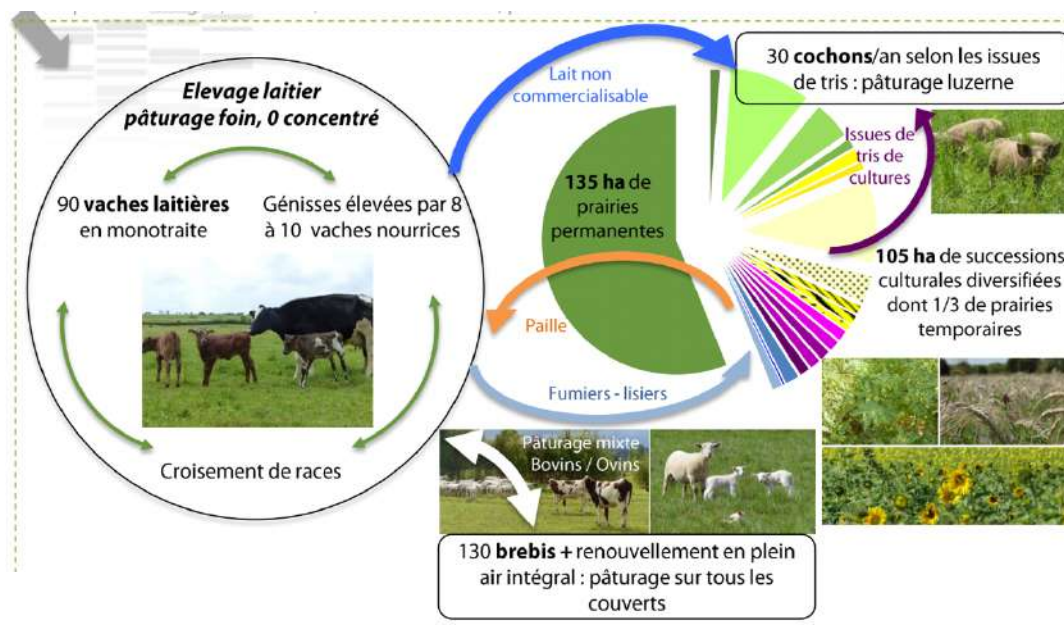 Elevage laitier
pâturage foin, 0 concentré
90 vaches laitières
en monotraite
Génisses élevées par 8
à 10 vaches nourrices
Croisement de races
Lait non
commercialisable
135 ha de
prairies
permanentes
Paille
Fumiers - lisiers
30 cochons/an selon les issues
de tris : pâturage luzerne
Issues de
tris de
cultures
105 ha de successions
culturales diversifiées
dont 1/3 de prairies
temporaires
Pâturage mixte
Bovins / Ovins
130 brebis + renouvellement en plein
air intégral : pâturage sur tous les
couverts